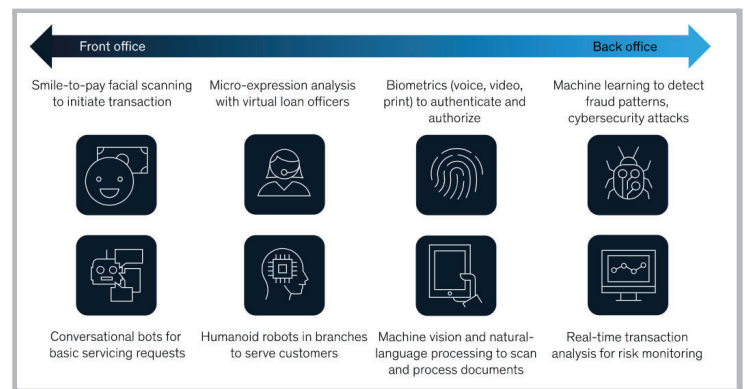 Front office
Back office
Smile-to-pay facial scanning
to initiate transaction
Micro-expression analysis
with virtual loan officers
Biometrics (voice, video,
print) to authenticate and
authorize
Machine learning to detect
fraud patterns,
cybersecurity attacks
Conversational bots for
basic servicing requests
Humanoid robots in branches
to serve customers
Machine vision and natural-
language processing to scan
and process documents
Real-time transaction
analysis for risk monitoring